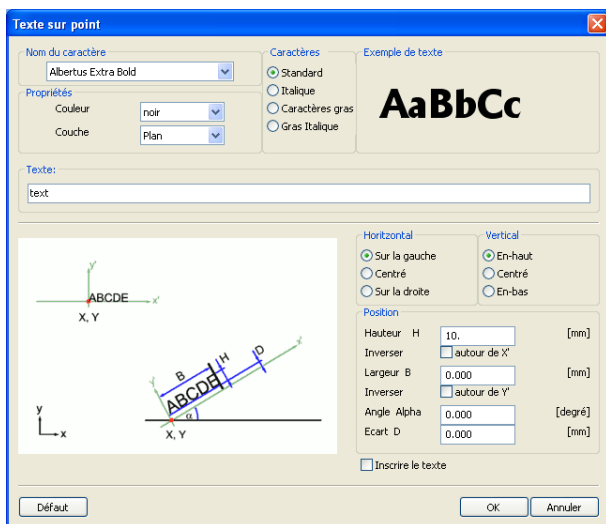 Texte sur point
Nom du caractère
Albertus Extra Bold
Propriétés
Couleur noir
Couche Plan
Caractères
Standard
Italique
Caractères gras
Gras Italique
Exemple de texte
AaBbCc
Texte:
text
y' x'
ABCDE
X, Y
y x
B H D
ABCDE
y' x'
α
X, Y
Horitzontal
Sur la gauche
Centré
Sur la droite
Vertical
En-haut
Centré
En-bas
Position
Hauteur H 10. [mm]
Inverser autour de X'
Largeur B 0.000 [mm]
Inverser autour de Y'
Angle Alpha 0.000 [degré]
Ecart D 0.000 [mm]
Inscrire le texte
Défaut OK Annuler